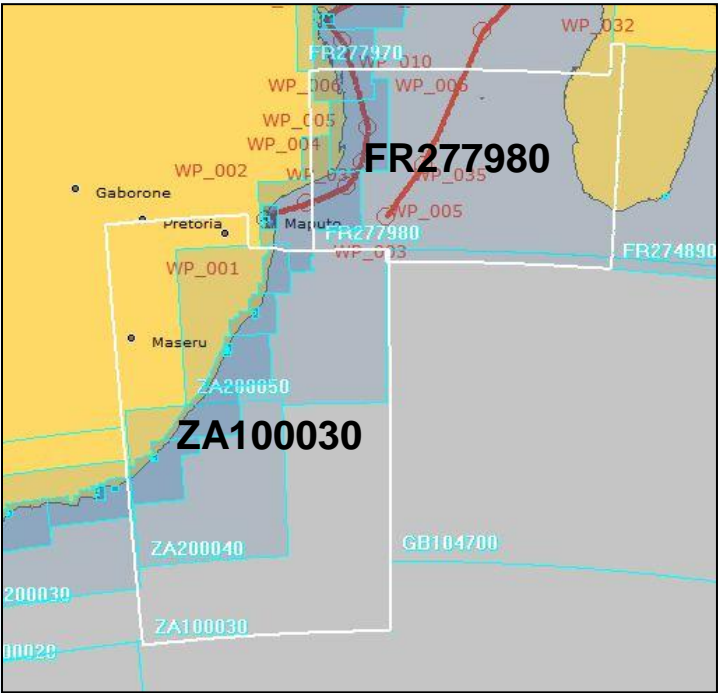 WP_032
FR277970
WP_010
WP_006
WP_006
WP_005
WP_004
FR277980
WP_002
WP_035
Gaborone
WP_005
Pretoria
Maputo
FR277980
WP_003
FR274890
WP_001
Maseru
ZA200050
ZA100030
ZA200040
GB104700
200030
ZA100030
00020